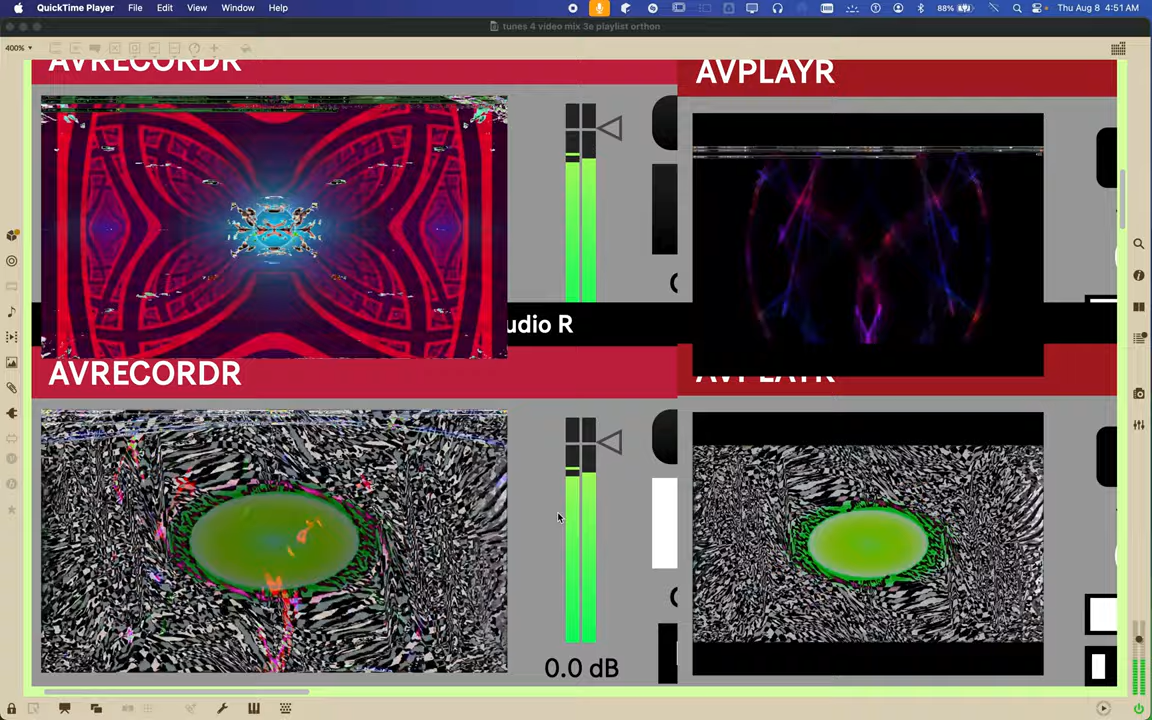 QuickTime Player File Edit View Window Help 88% Thu Aug 8 4:51 AM
tunes 4 video mix 3e playlist orthon
400%
AVRECORDR AVPLAYR
udio R
AVRECORDR AVPLAYR
0.0 dB